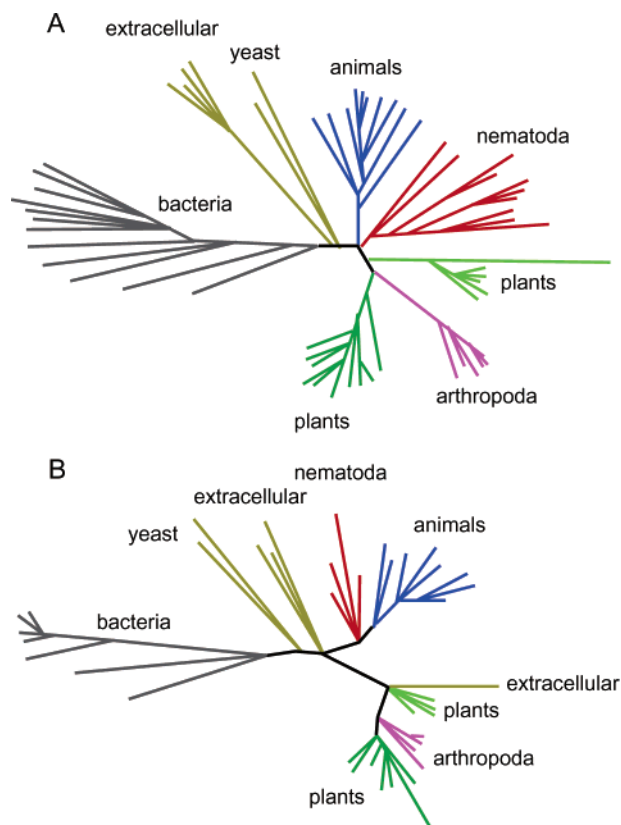 A
extracellular
yeast
animals
nematoda
bacteria
plants
arthropoda
plants
B
nematoda
extracellular
animals
yeast
bacteria
extracellular
plants
arthropoda
plants